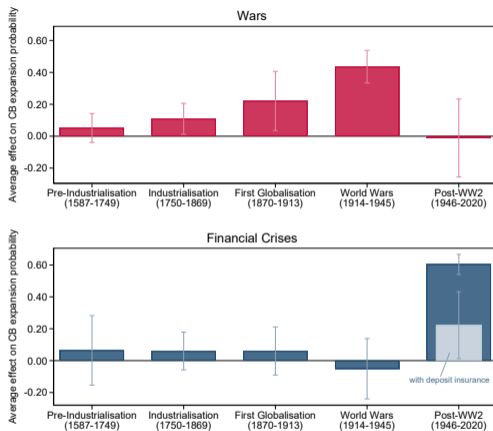 Wars
Average effect on CB expansion probability
0.60
0.40
0.20
0.00
-0.20
Pre-Industrialisation Industrialisation First Globalisation World Wars Post-WW2
(1587-1749) (1750-1869) (1870-1913) (1914-1945) (1946-2020)
Financial Crises
Average effect on CB expansion probability
0.60
0.40
0.20
0.00
-0.20
with deposit insurance
Pre-Industrialisation Industrialisation First Globalisation World Wars Post-WW2
(1587-1749) (1750-1869) (1870-1913) (1914-1945) (1946-2020)